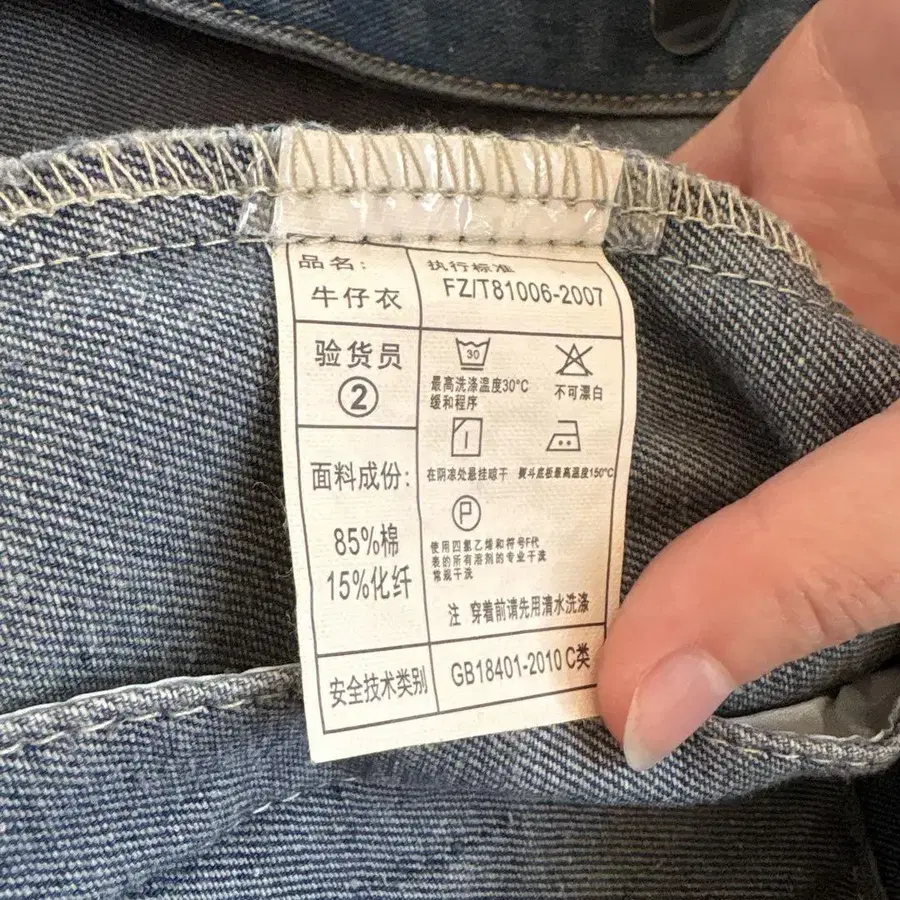 品名:
牛仔衣
执行标准
FZ/T81006-2007
验货员
②
30
最高洗涤温度30°C
缓和程序
不可漂白
在阴凉处悬挂晾干
熨斗底板最高温度150°C
P
使用四氯乙烯和符号F代
表的所有溶剂的专业干洗
常规干洗
注 穿着前请先用清水洗涤
面料成份:
85%棉
15%化纤
安全技术类别
GB18401-2010 C类